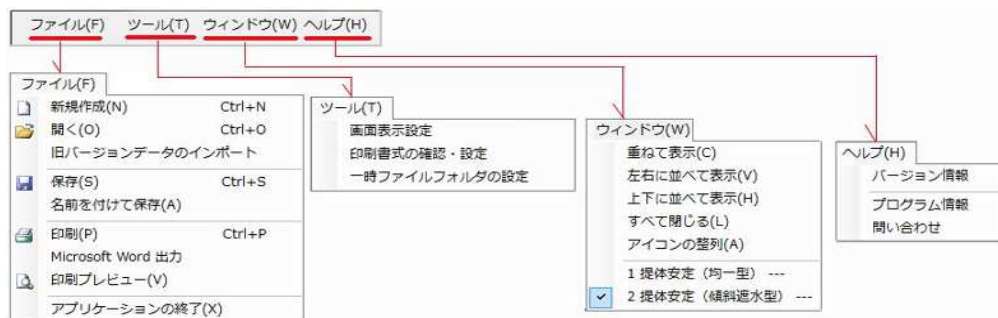 ファイル(F) ツール(T) ウィンドウ(W) ヘルプ(H)
ファイル(F)
新規作成(N) Ctrl+N
開く(O) Ctrl+O
旧バージョンデータのインポート
保存(S) Ctrl+S
名前を付けて保存(A)
印刷(P) Ctrl+P
Microsoft Word 出力
印刷プレビュー(V)
アプリケーションの終了(X)
ツール(T)
画面表示設定
印刷書式の確認・設定
一時ファイルフォルダの設定
ウィンドウ(W)
重ねて表示(C)
左右に並べて表示(V)
上下に並べて表示(H)
すべて閉じる(L)
アイコンの整列(A)
1 提体安定（均一型） ---
2 提体安定（傾斜遮水型） ---
ヘルプ(H)
バージョン情報
プログラム情報
問い合わせ